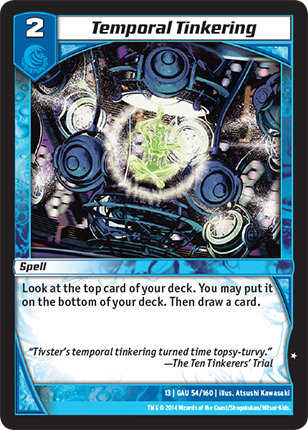 2
Temporal Tinkering
Spell
Look at the top card of your deck. You may put it
on the bottom of your deck. Then draw a card.
“Tivster’s temporal tinkering turned time topsy-turvy.”
—The Ten Tinkerers’ Trial
13 | GAU 54/160 | illus. Atsushi Kawasaki
TM & © 2014 Wizards of the Coast/Shogakukan/Mitsui-Kids.